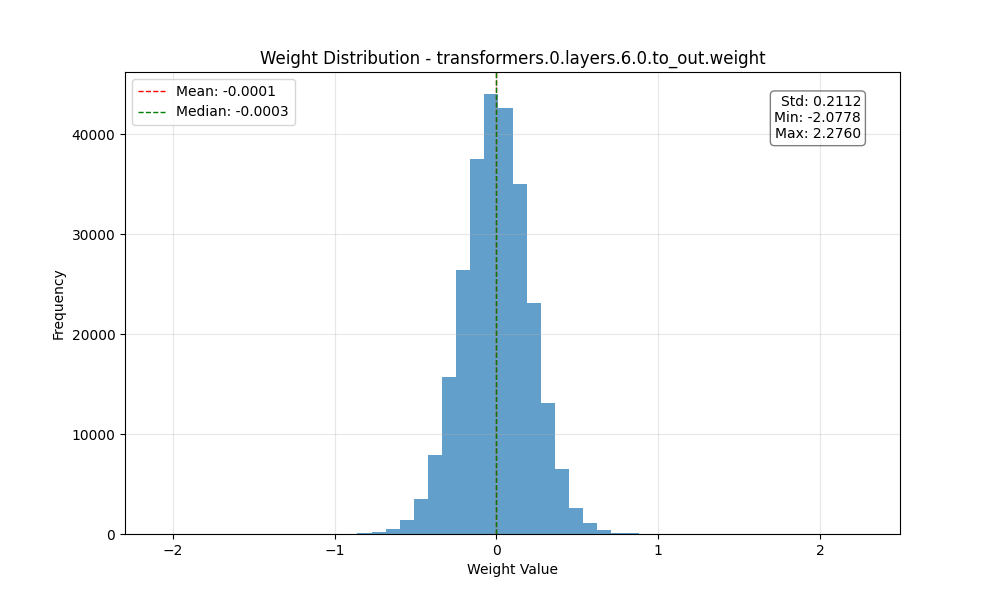 Weight Distribution - transformers.0.layers.6.0.to_out.weight
Mean: -0.0001
Median: -0.0003
Std: 0.2112
Min: -2.0778
Max: 2.2760
Frequency
40000
30000
20000
10000
0
−2
−1
0
1
2
Weight Value